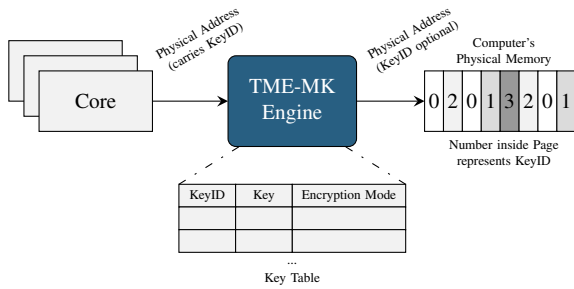 Physical Address
(carries KeyID)
Physical Address
(KeyID optional)
Computer's
Physical Memory
Core
TME-MK
Engine
0 2 0 1 3 2 0 1
Number inside Page
represents KeyID
KeyID Key Encryption Mode
...
Key Table